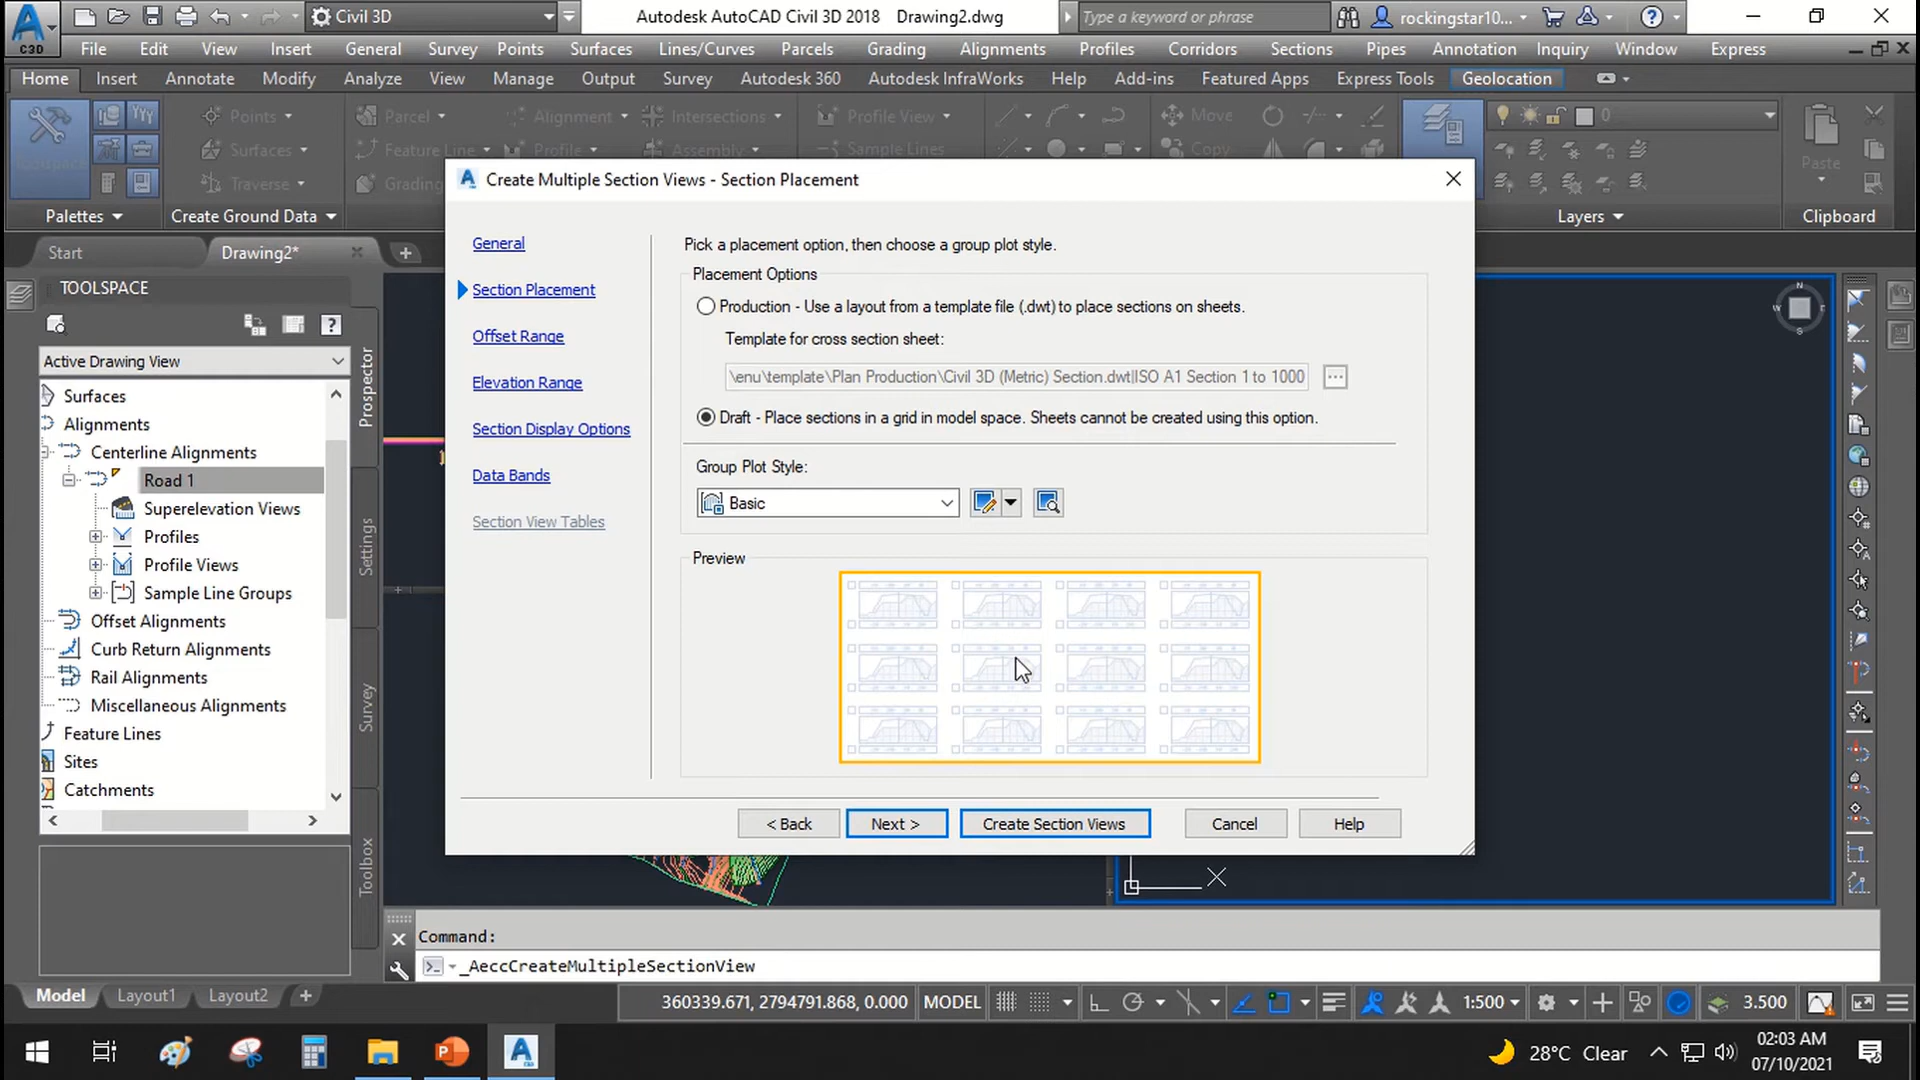 Civil 3D
Autodesk AutoCAD Civil 3D 2018 Drawing2.dwg
Type a keyword or phrase
rockingstar10...
C3D
File Edit View Insert General Survey Points Surfaces Lines/Curves Parcels Grading Alignments Profiles Corridors Sections Pipes Annotation Inquiry Window Express
Home Insert Annotate Modify Analyze View Manage Output Survey Autodesk 360 Autodesk InfraWorks Help Add-ins Featured Apps Express Tools Geolocation
Points Parcel Alignment Intersections Profile View Move 0
Toolspace Surfaces Feature Line Profile Assembly Sample Lines Copy Paste
Traverse Grading
Palettes Create Ground Data Layers Clipboard
Start Drawing2*
TOOLSPACE
Active Drawing View
Surfaces
Alignments
Centerline Alignments
Road 1
Superelevation Views
Profiles
Profile Views
Sample Line Groups
Offset Alignments
Curb Return Alignments
Rail Alignments
Miscellaneous Alignments
Feature Lines
Sites
Catchments
Prospector
Settings
Survey
Toolbox
Create Multiple Section Views - Section Placement
General
Section Placement
Offset Range
Elevation Range
Section Display Options
Data Bands
Section View Tables
Pick a placement option, then choose a group plot style.
Placement Options
Production - Use a layout from a template file (.dwt) to place sections on sheets.
Template for cross section sheet:
\enu\template\Plan Production\Civil 3D (Metric) Section.dwt|ISO A1 Section 1 to 1000
Draft - Place sections in a grid in model space. Sheets cannot be created using this option.
Group Plot Style:
Basic
Preview
< Back Next > Create Section Views Cancel Help
N
W
S
Command:
_AeccCreateMultipleSectionView
Model Layout1 Layout2 +
360339.671, 2794791.868, 0.000 MODEL 1:500 3.500
28°C Clear
02:03 AM
07/10/2021